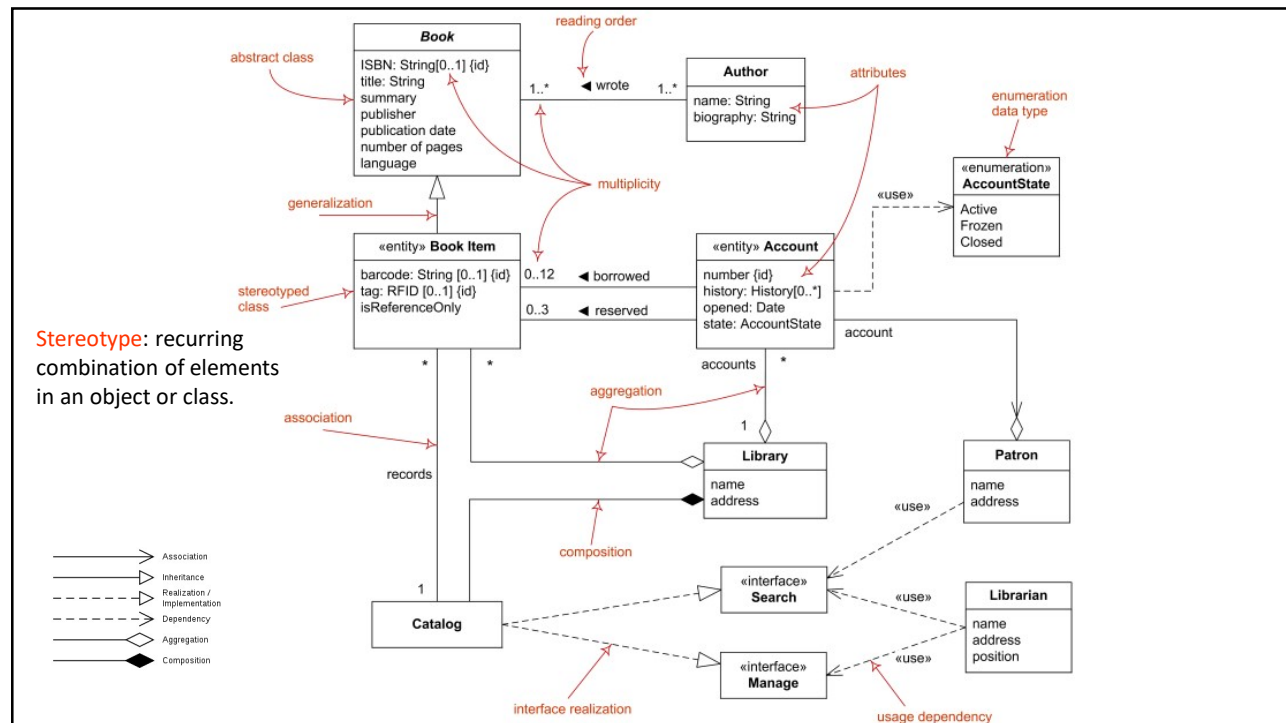 reading order
Book
abstract class
ISBN: String[0..1] {id}
title: String
summary
publisher
publication date
number of pages
language
1..*
◄ wrote
1..*
Author
name: String
biography: String
attributes
enumeration
data type
«enumeration»
AccountState
Active
Frozen
Closed
«use»
multiplicity
generalization
«entity» Book Item
barcode: String [0..1] {id}
tag: RFID [0..1] {id}
isReferenceOnly
stereotyped
class
0..12
◄ borrowed
0..3
◄ reserved
«entity» Account
number {id}
history: History[0..*]
opened: Date
state: AccountState
account
Stereotype: recurring
combination of elements
in an object or class.
*
*
accounts
*
aggregation
association
1
Library
name
address
Patron
name
address
records
«use»
composition
Association
Inheritance
Realization /
Implementation
Dependency
Aggregation
Composition
1
Catalog
«interface»
Search
«use»
Librarian
name
address
position
«use»
«interface»
Manage
interface realization
usage dependency